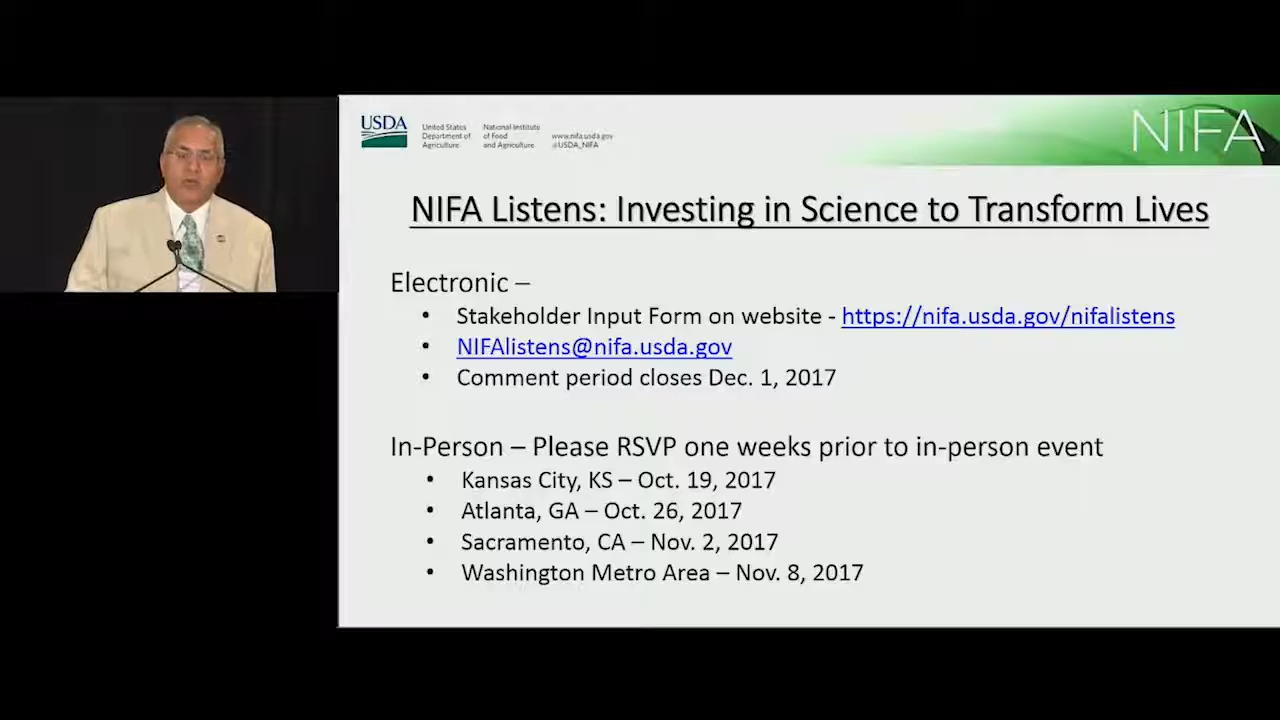 USDA
United States
Department of
Agriculture
National Institute
of Food
and Agriculture
www.nifa.usda.gov
@USDA_NIFA
NIFA
NIFA Listens: Investing in Science to Transform Lives
Electronic –
• Stakeholder Input Form on website - https://nifa.usda.gov/nifalistens
• NIFAlistens@nifa.usda.gov
• Comment period closes Dec. 1, 2017
In-Person – Please RSVP one weeks prior to in-person event
• Kansas City, KS – Oct. 19, 2017
• Atlanta, GA – Oct. 26, 2017
• Sacramento, CA – Nov. 2, 2017
• Washington Metro Area – Nov. 8, 2017